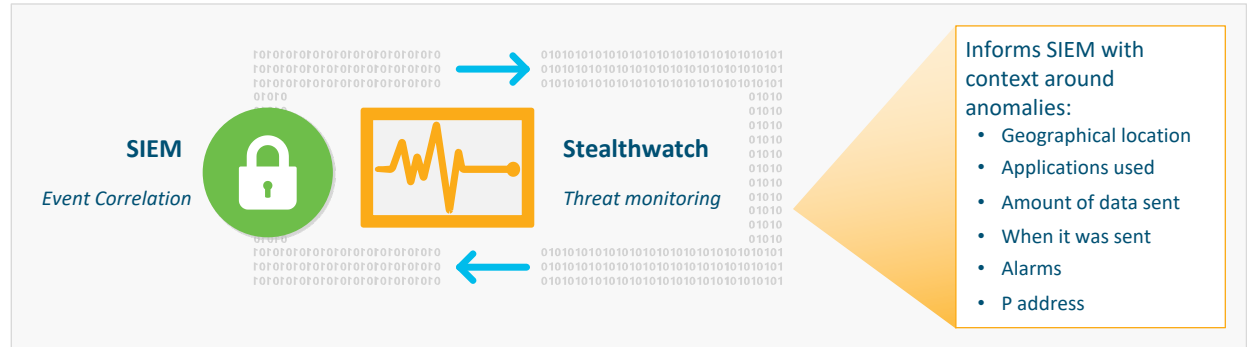 SIEM
Event Correlation
Stealthwatch
Threat monitoring
Informs SIEM with
context around
anomalies:
• Geographical location
• Applications used
• Amount of data sent
• When it was sent
• Alarms
• P address